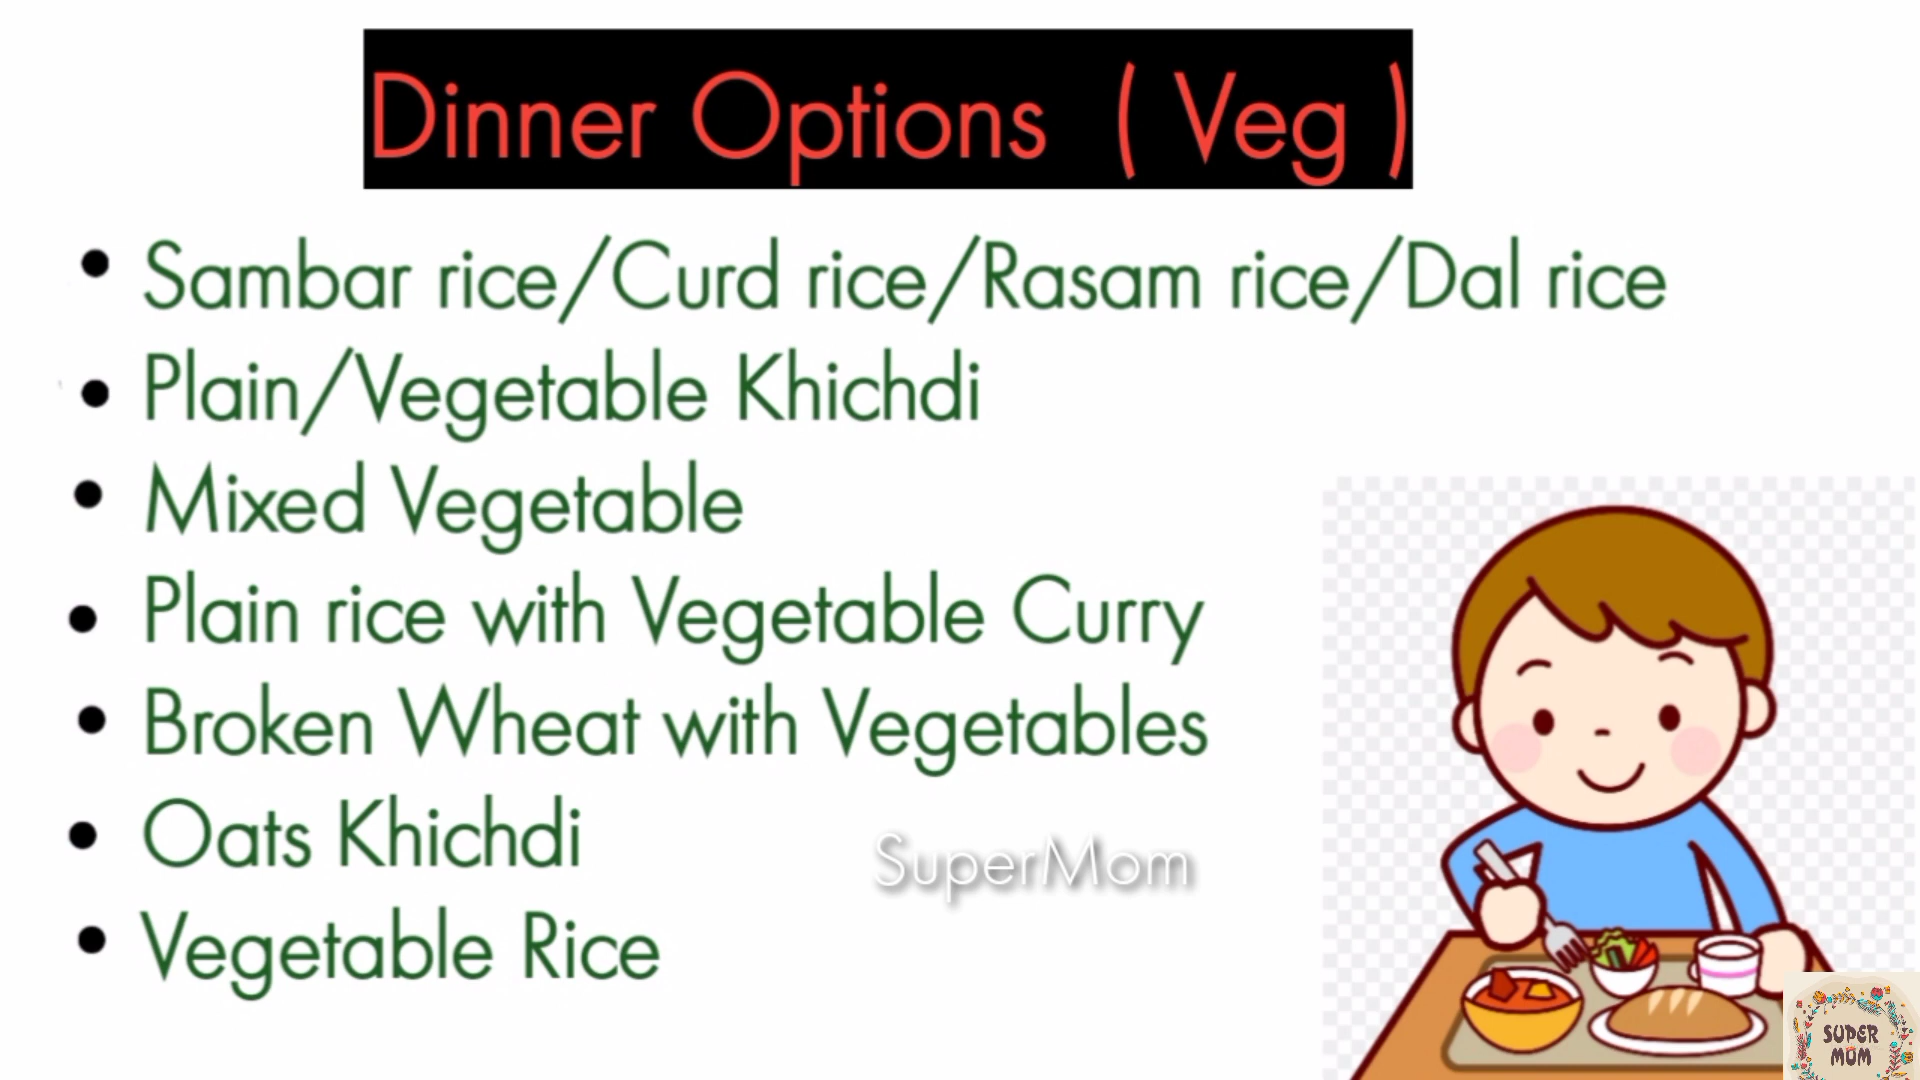 Dinner Options ( Veg )
• Sambar rice/Curd rice/Rasam rice/Dal rice
• Plain/Vegetable Khichdi
• Mixed Vegetable
• Plain rice with Vegetable Curry
• Broken Wheat with Vegetables
• Oats Khichdi
• Vegetable Rice
SuperMom
SUPER
MOM